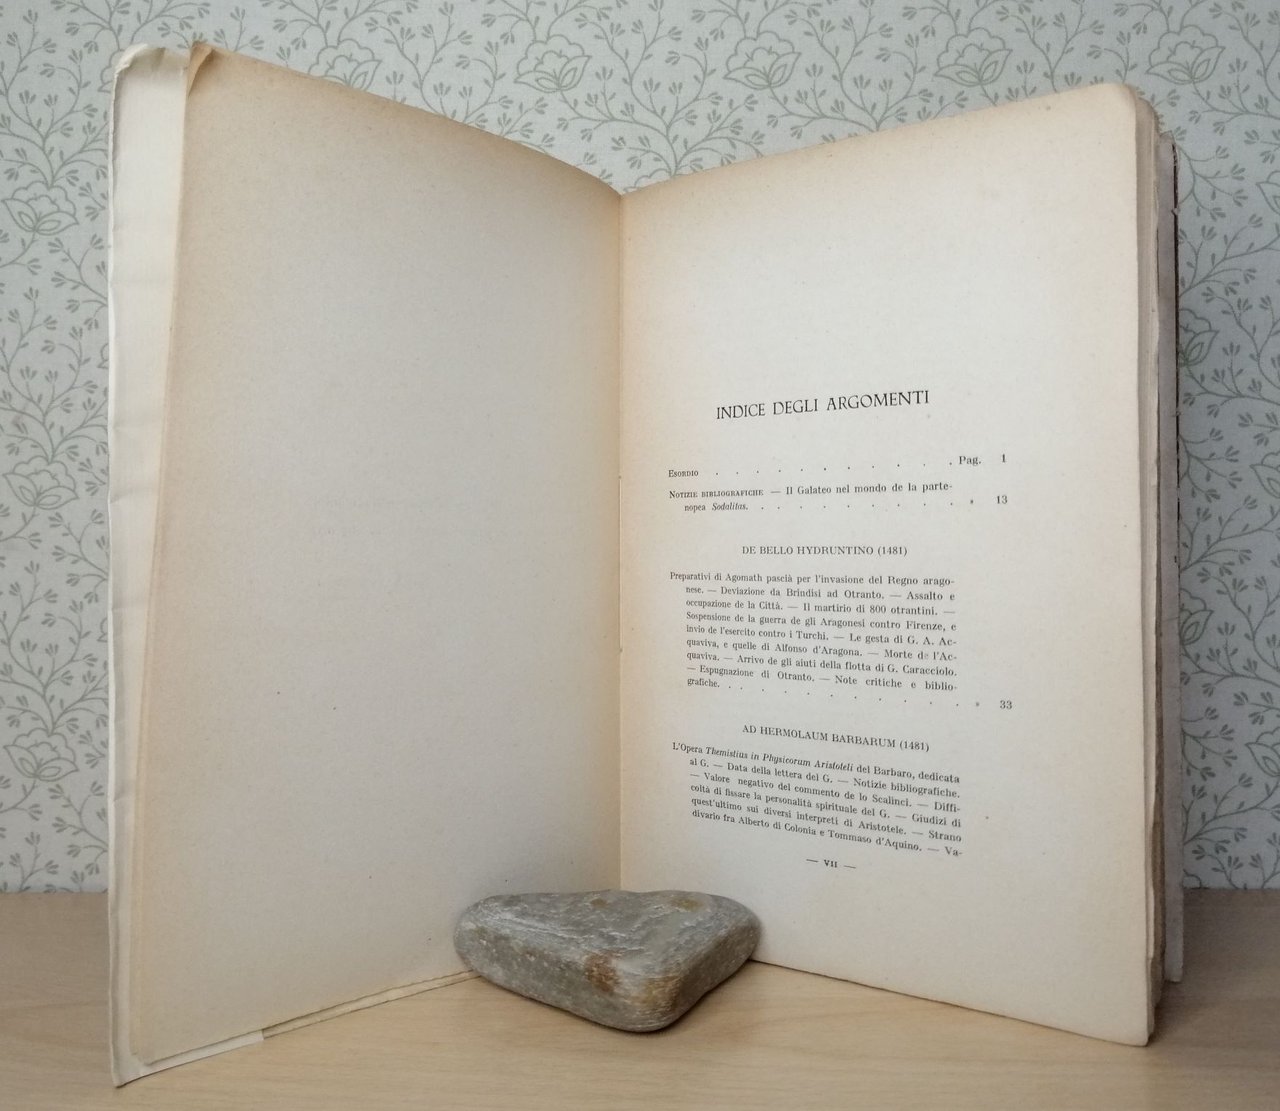 INDICE DEGLI ARGOMENTI
Esordio . . . . . . . . . . . . Pag. 1
Notizie bibliografiche — Il Galateo nel mondo de la parte-
nopea Sodalitas. . . . . . . . . . . . » 13
DE BELLO HYDRUNTINO (1481)
Preparativi di Agomath pascià per l'invasione del Regno arago-
nese. — Deviazione da Brindisi ad Otranto. — Assalto e
occupazione de la Città. — Il martirio di 800 otrantini. —
Sospensione de la guerra de gli Aragonesi contro Firenze, e
invio de l'esercito contro i Turchi. — Le gesta di G. A. Ac-
quaviva, e quelle di Alfonso d'Aragona. — Morte de l'Ac-
quaviva. — Arrivo de gli aiuti della flotta di G. Caracciolo.
— Espugnazione di Otranto. — Note critiche e biblio-
grafiche. . . . . . . . . . . . . . » 33
AD HERMOLAUM BARBARUM (1481)
L'Opera Themistius in Physicorum Aristoteli del Barbaro, dedicata
al G. — Data della lettera del G. — Notizie bibliografiche.
— Valore negativo del commento de lo Scalinci. — Diffi-
coltà di fissare la personalità spirituale del G. — Giudizi di
quest'ultimo sui diversi interpreti di Aristotele. — Strano
divario fra Alberto di Colonia e Tommaso d'Aquino. — Va-
— VII —